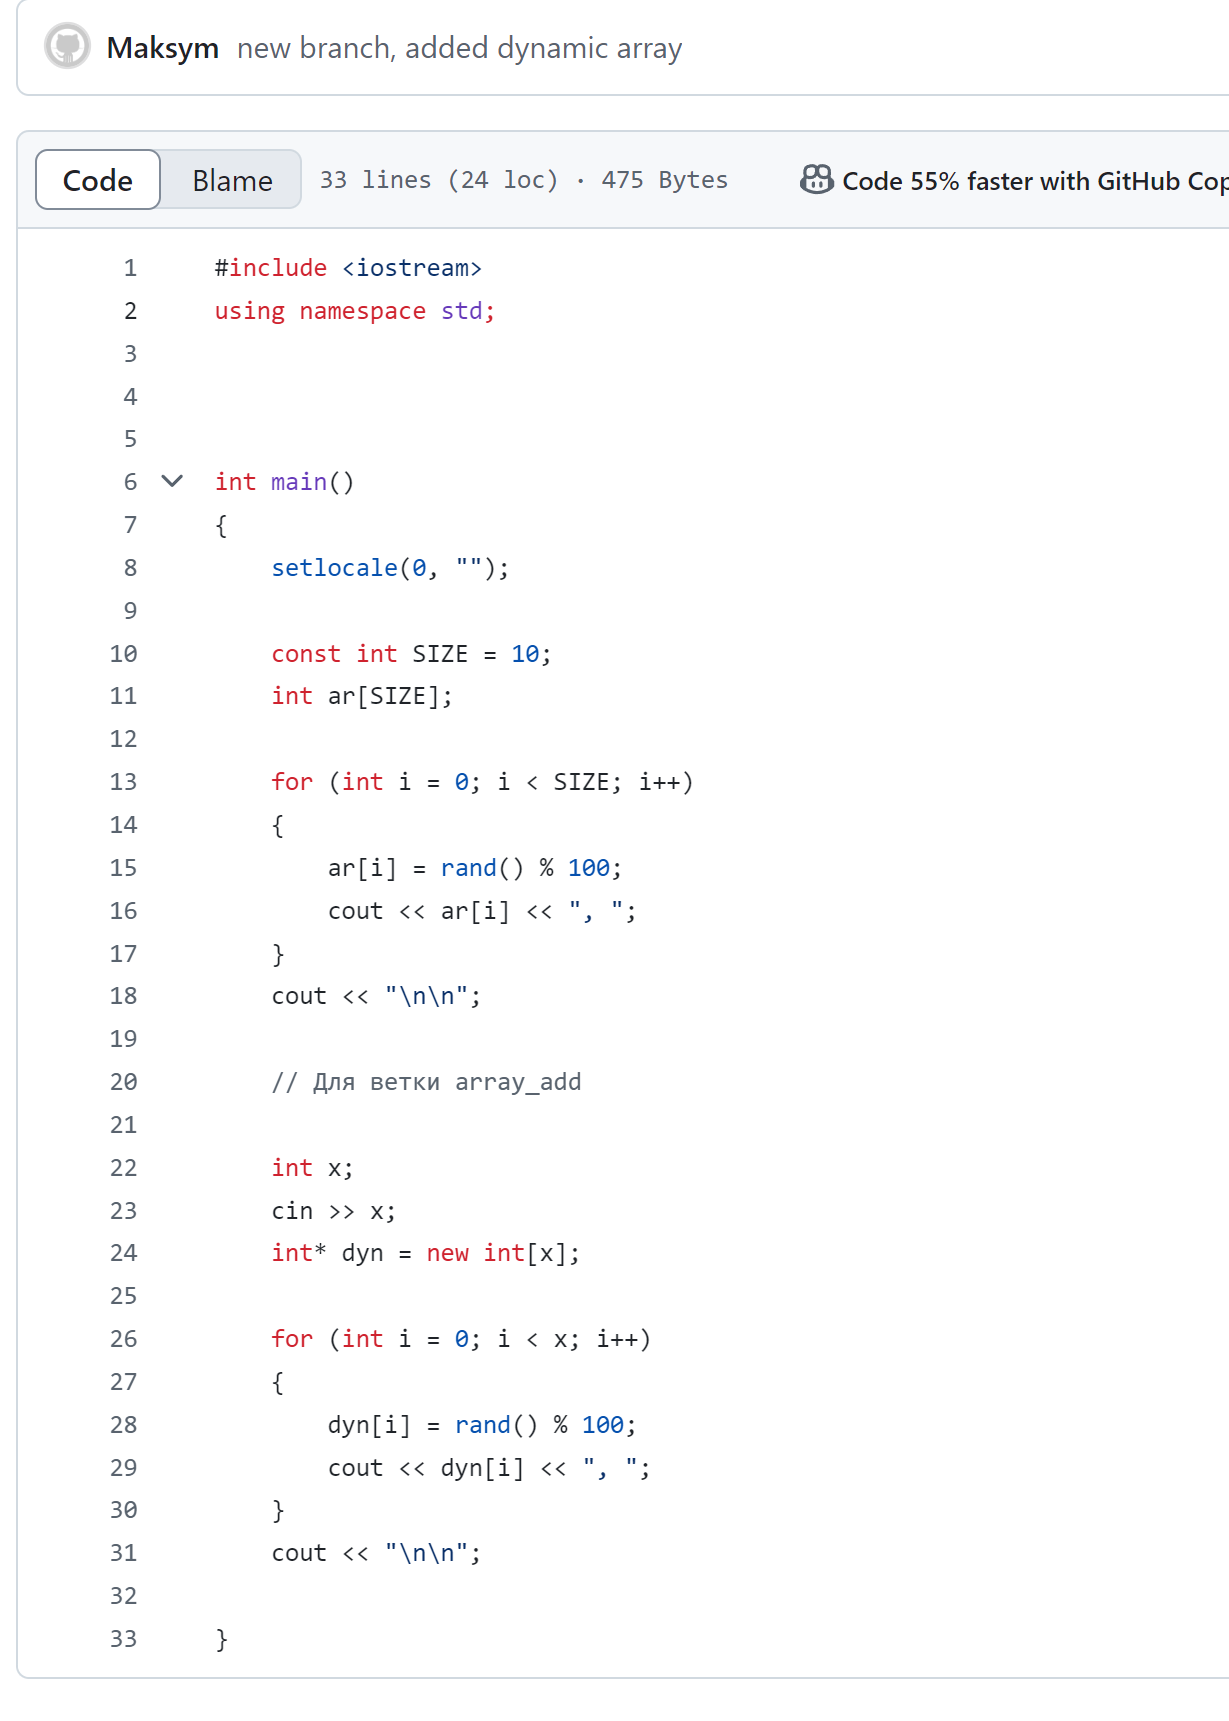 Maksym new branch, added dynamic array
Code Blame 33 lines (24 loc) · 475 Bytes Code 55% faster with GitHub
1 #include <iostream>
2 using namespace std;
3
4
5
6 int main()
7 {
8 setlocale(0, "");
9
10 const int SIZE = 10;
11 int ar[SIZE];
12
13 for (int i = 0; i < SIZE; i++)
14 {
15 ar[i] = rand() % 100;
16 cout << ar[i] << ", ";
17 }
18 cout << "\n\n";
19
20 // Для ветки array_add
21
22 int x;
23 cin >> x;
24 int* dyn = new int[x];
25
26 for (int i = 0; i < x; i++)
27 {
28 dyn[i] = rand() % 100;
29 cout << dyn[i] << ", ";
30 }
31 cout << "\n\n";
32
33 }